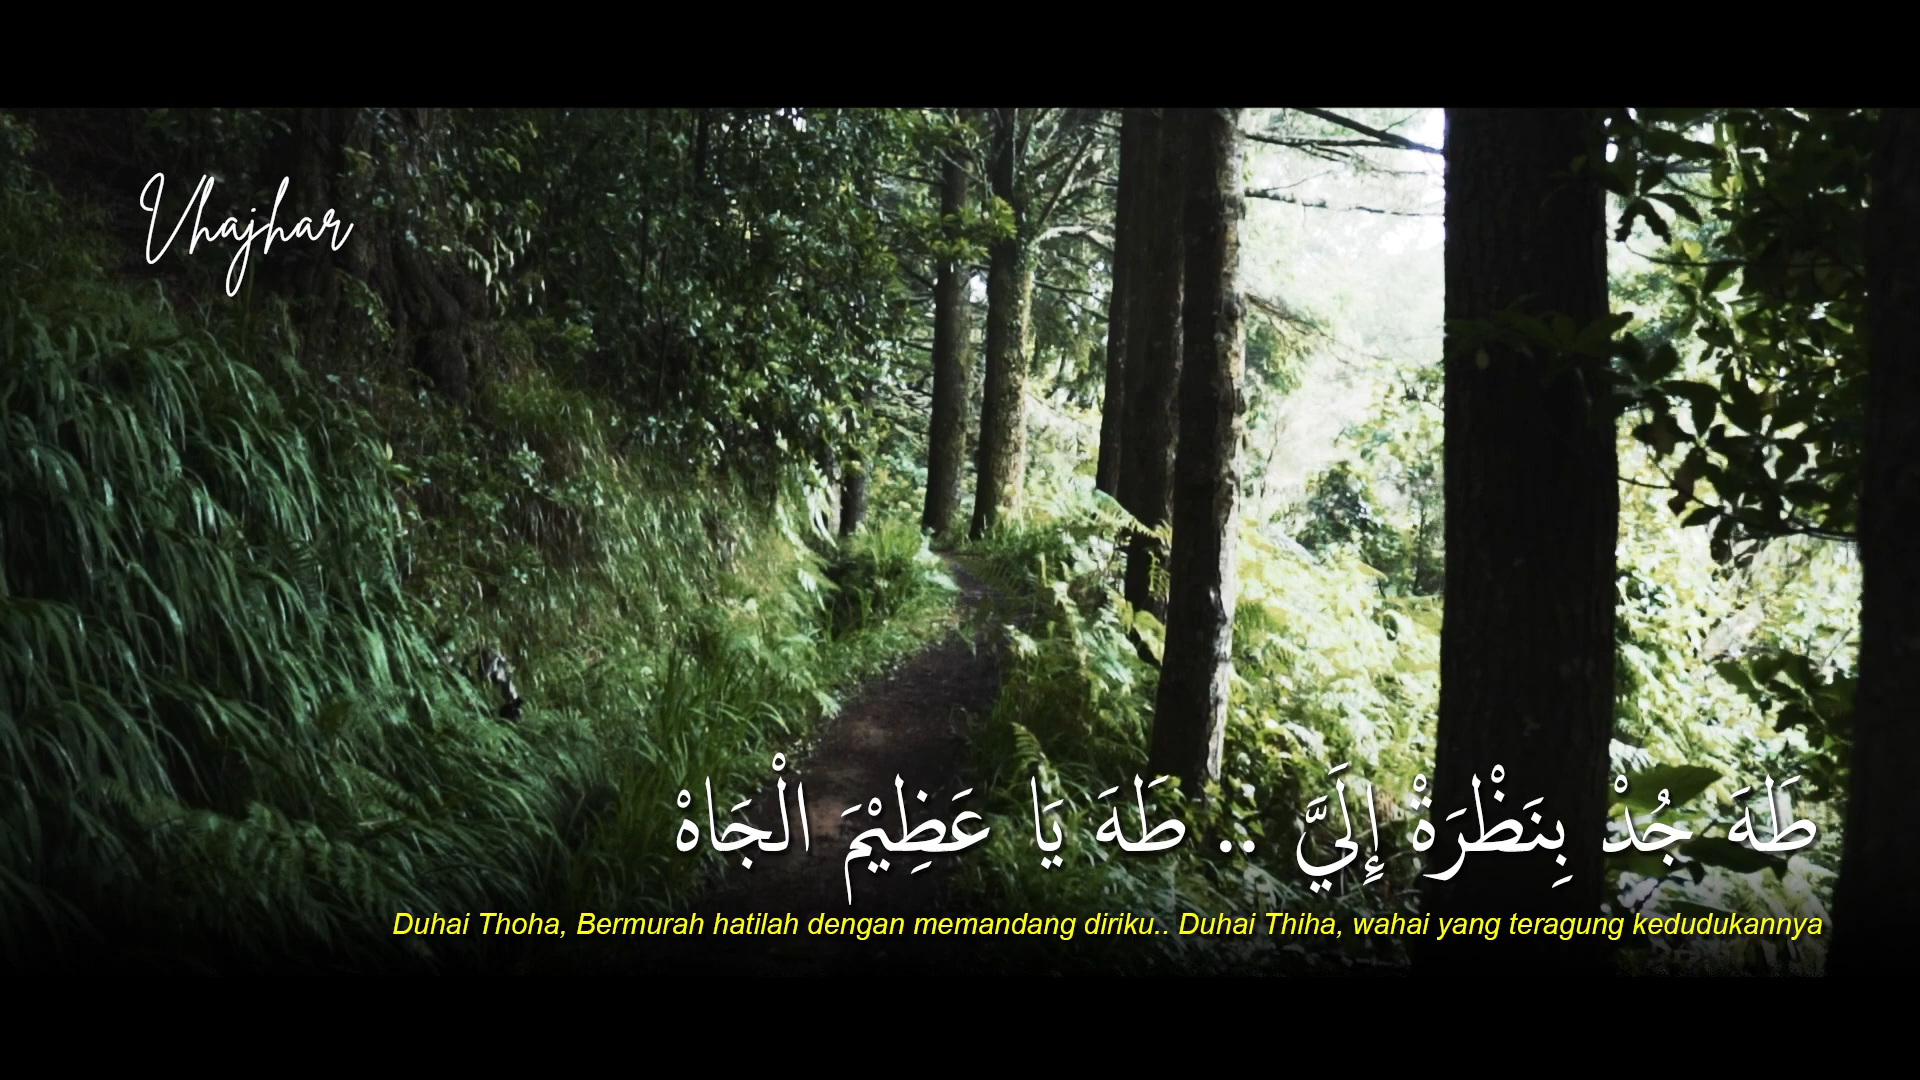 Vhajhar
طَهَ جُدْ بِنَظْرَةْ إِلَيَّ .. طَهَ يَا عَظِيْمَ الْجَاهْ
Duhai Thoha, Bermurah hatilah dengan memandang diriku.. Duhai Thiha, wahai yang teragung kedudukannya